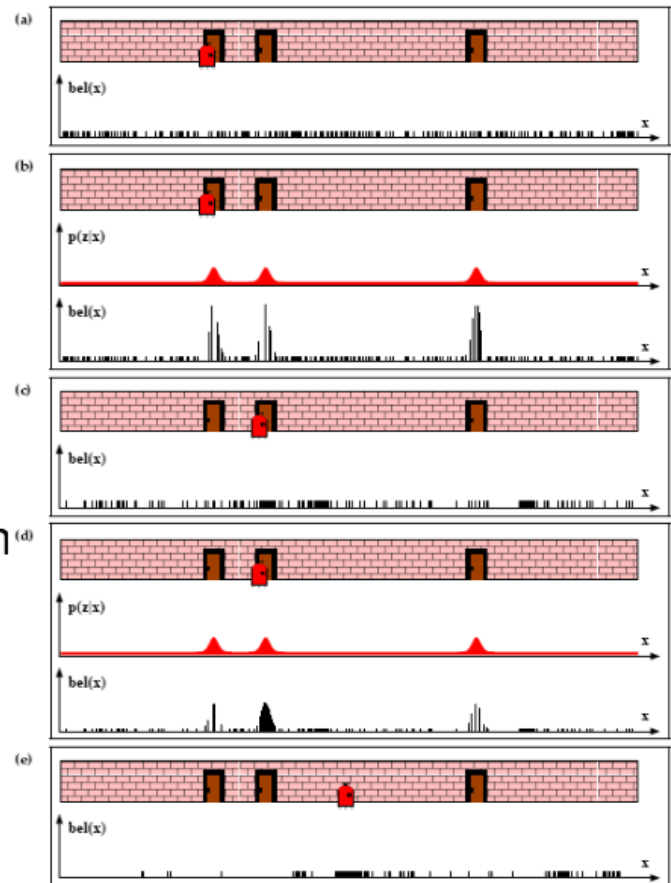 (a)
bel(x)
x
(b)
p(z|x)
x
bel(x)
x
(c)
bel(x)
x
n
(d)
p(z|x)
x
bel(x)
x
(e)
bel(x)
x